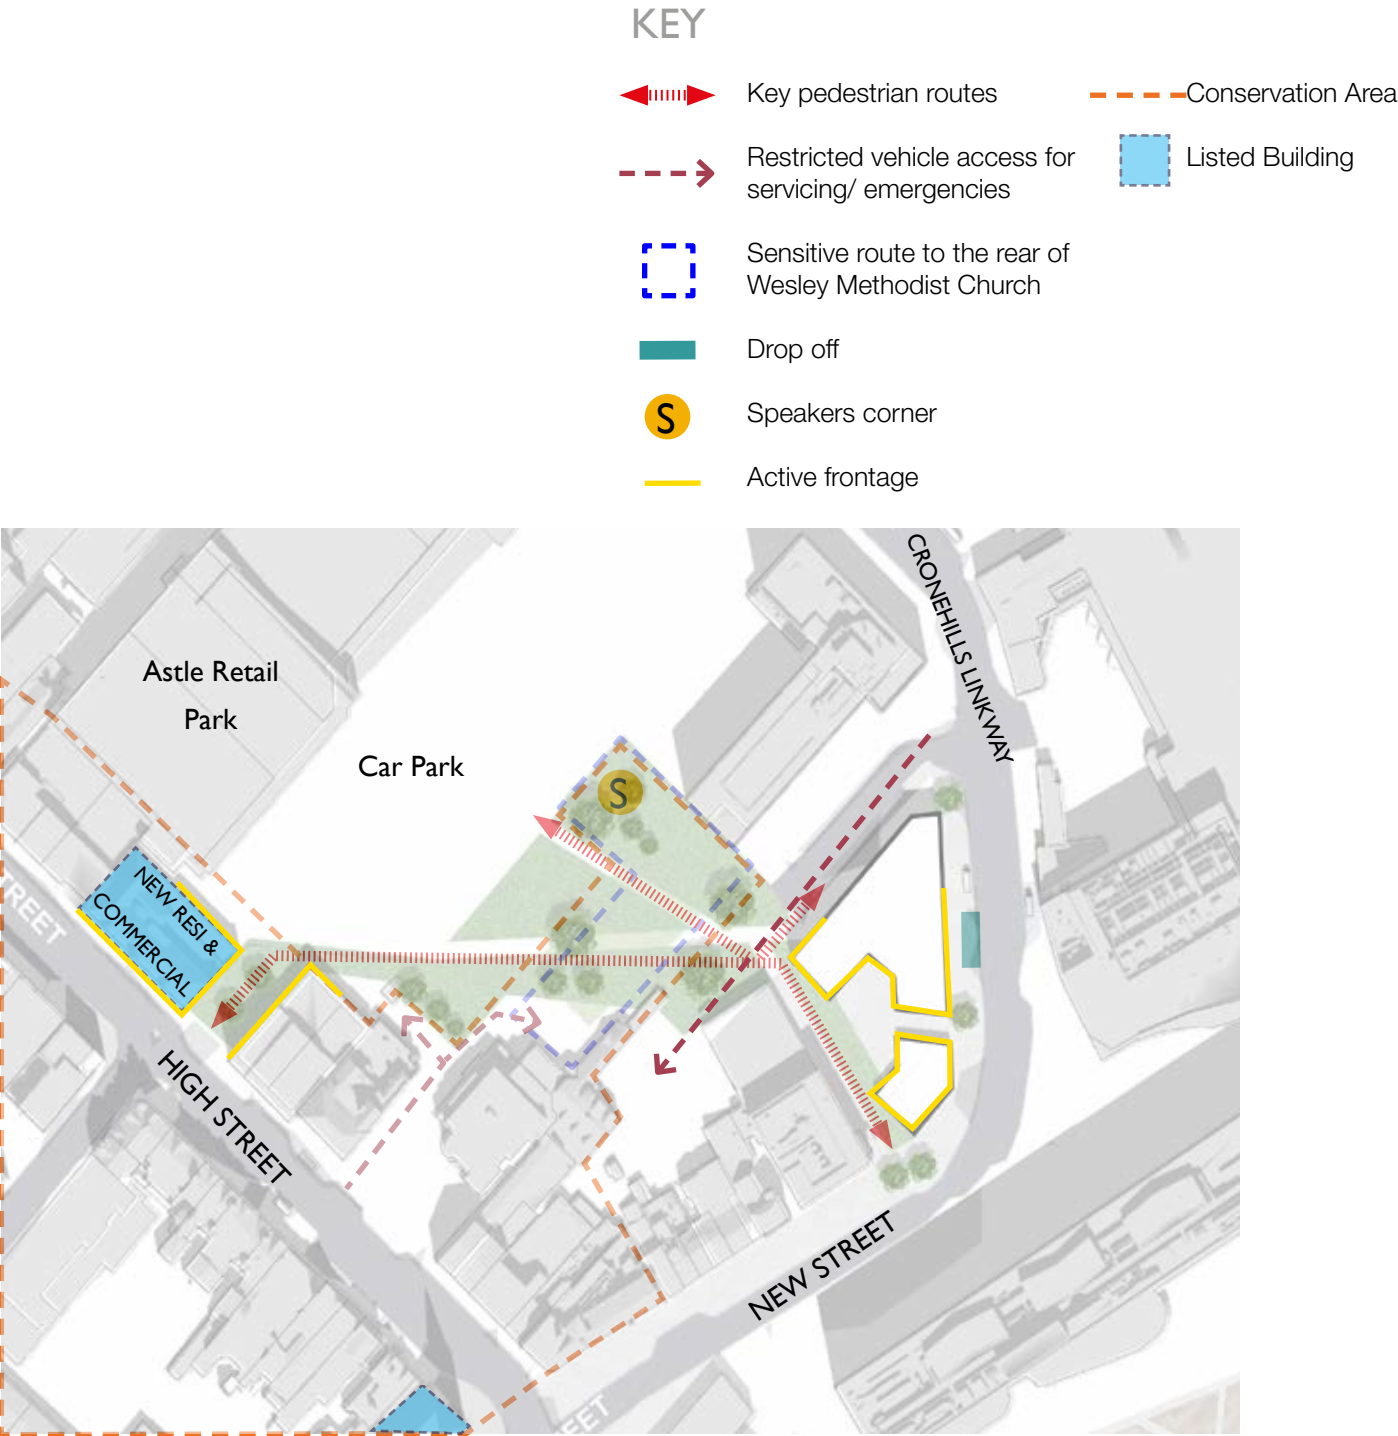 KEY
Key pedestrian routes
Conservation Area
Restricted vehicle access for
servicing/ emergencies
Listed Building
Sensitive route to the rear of
Wesley Methodist Church
Drop off
S
Speakers corner
Active frontage
CRONEHILLS LINKWAY
Astle Retail
Park
Car Park
S
NEW RESI &
COMMERCIAL
HIGH STREET
NEW STREET